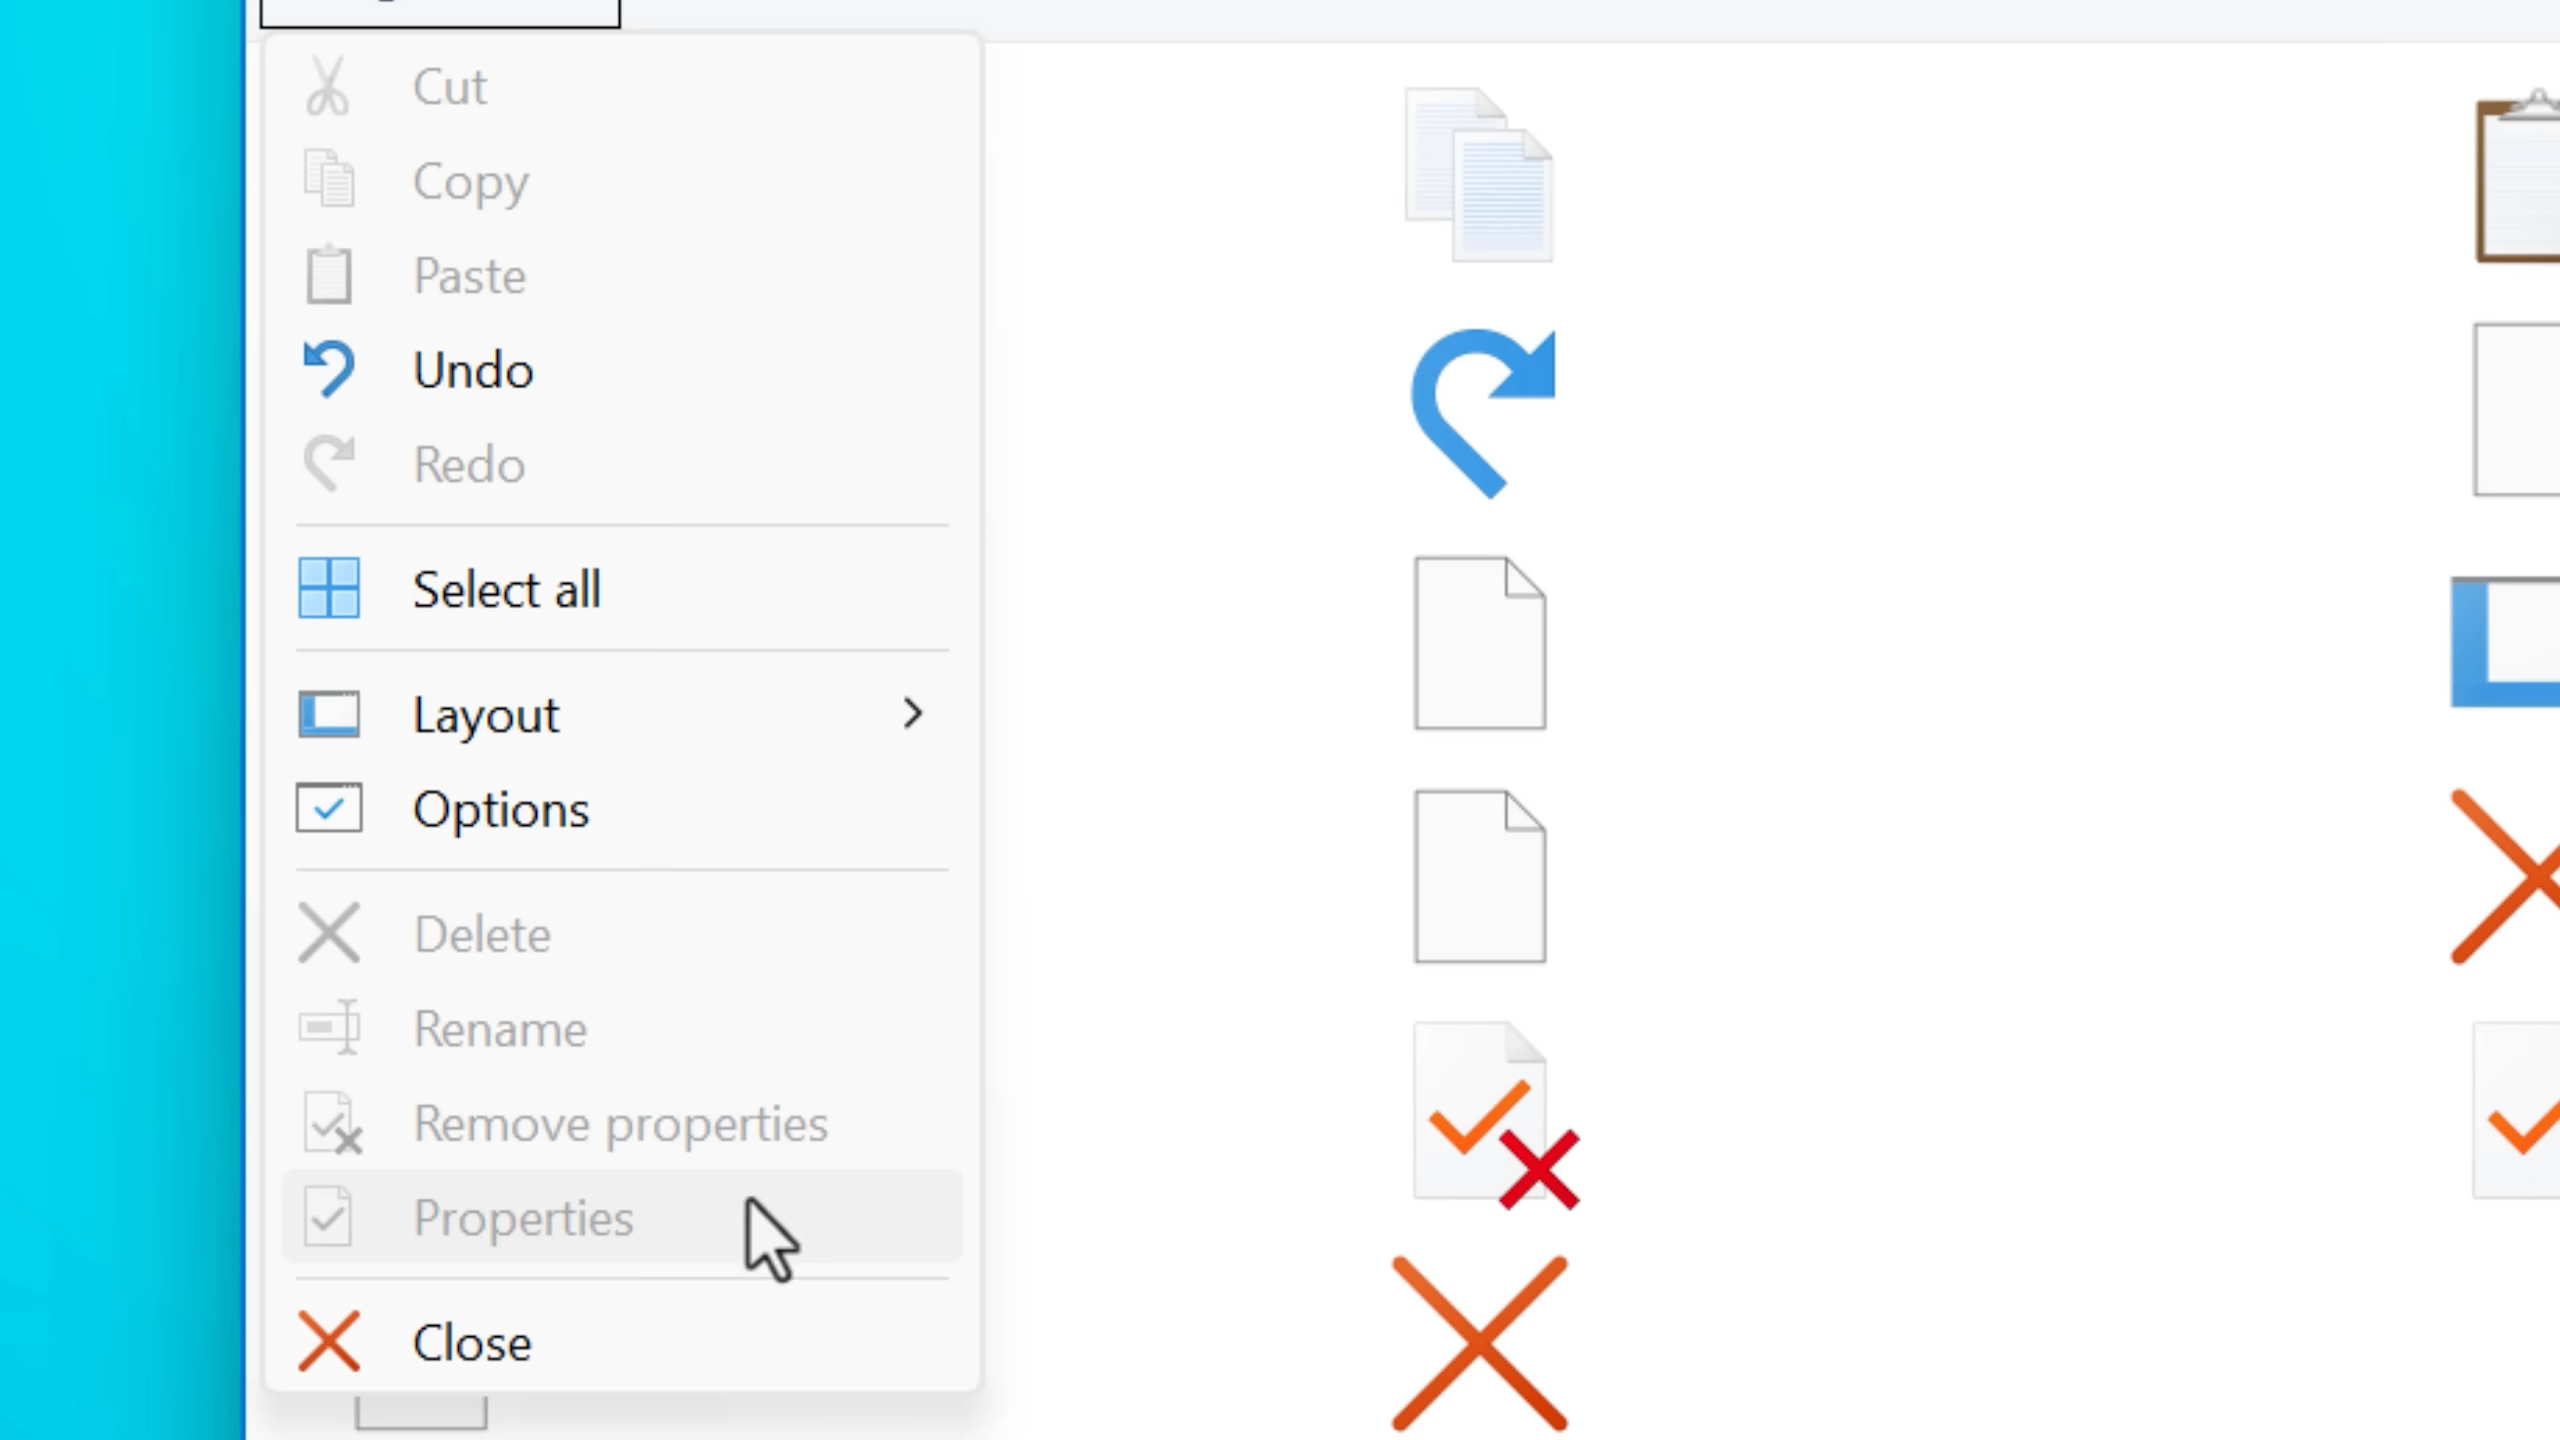 Cut
Copy
Paste
Undo
Redo
Select all
Layout
Options
Delete
Rename
Remove properties
Properties
Close